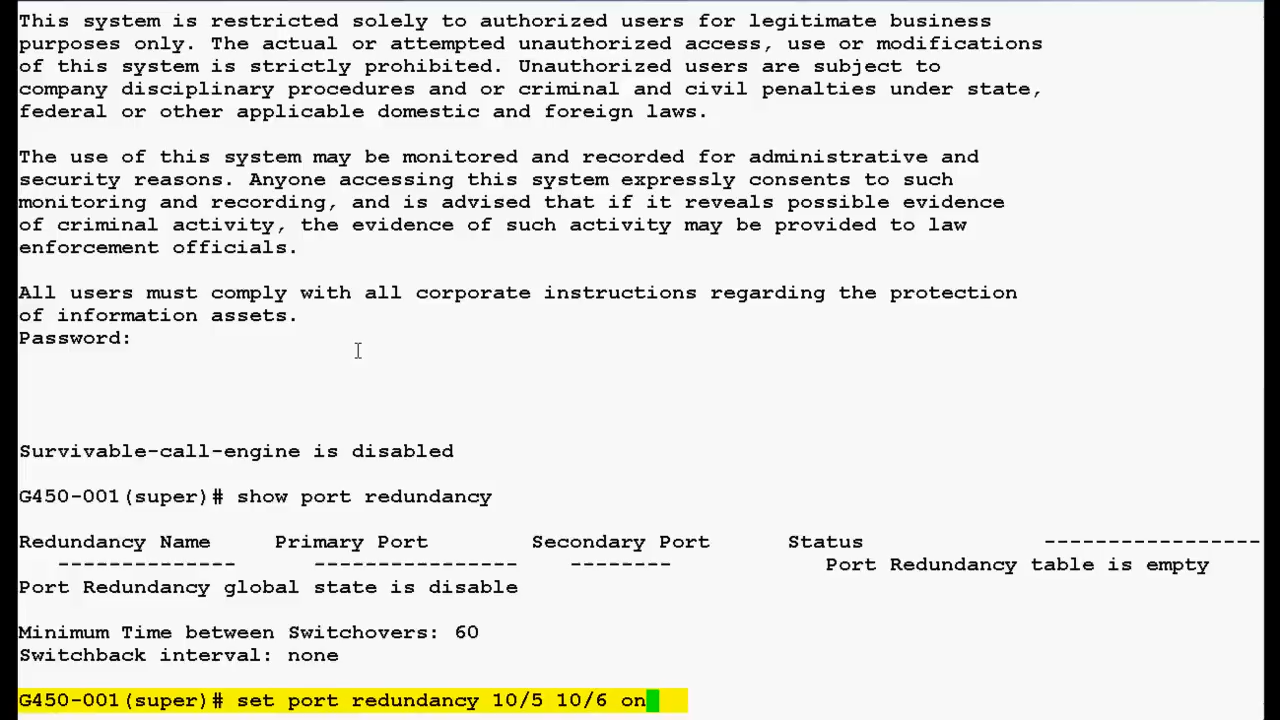 This system is restricted solely to authorized users for legitimate business
purposes only. The actual or attempted unauthorized access, use or modifications
of this system is strictly prohibited. Unauthorized users are subject to
company disciplinary procedures and or criminal and civil penalties under state,
federal or other applicable domestic and foreign laws.
The use of this system may be monitored and recorded for administrative and
security reasons. Anyone accessing this system expressly consents to such
monitoring and recording, and is advised that if it reveals possible evidence
of criminal activity, the evidence of such activity may be provided to law
enforcement officials.
All users must comply with all corporate instructions regarding the protection
of information assets.
Password:
Survivable-call-engine is disabled
G450-001(super)# show port redundancy
Redundancy Name     Primary Port        Secondary Port      Status              -----------------
   --------------      ----------------    --------            Port Redundancy table is empty
Port Redundancy global state is disable
Minimum Time between Switchovers: 60
Switchback interval: none
G450-001(super)# set port redundancy 10/5 10/6 on